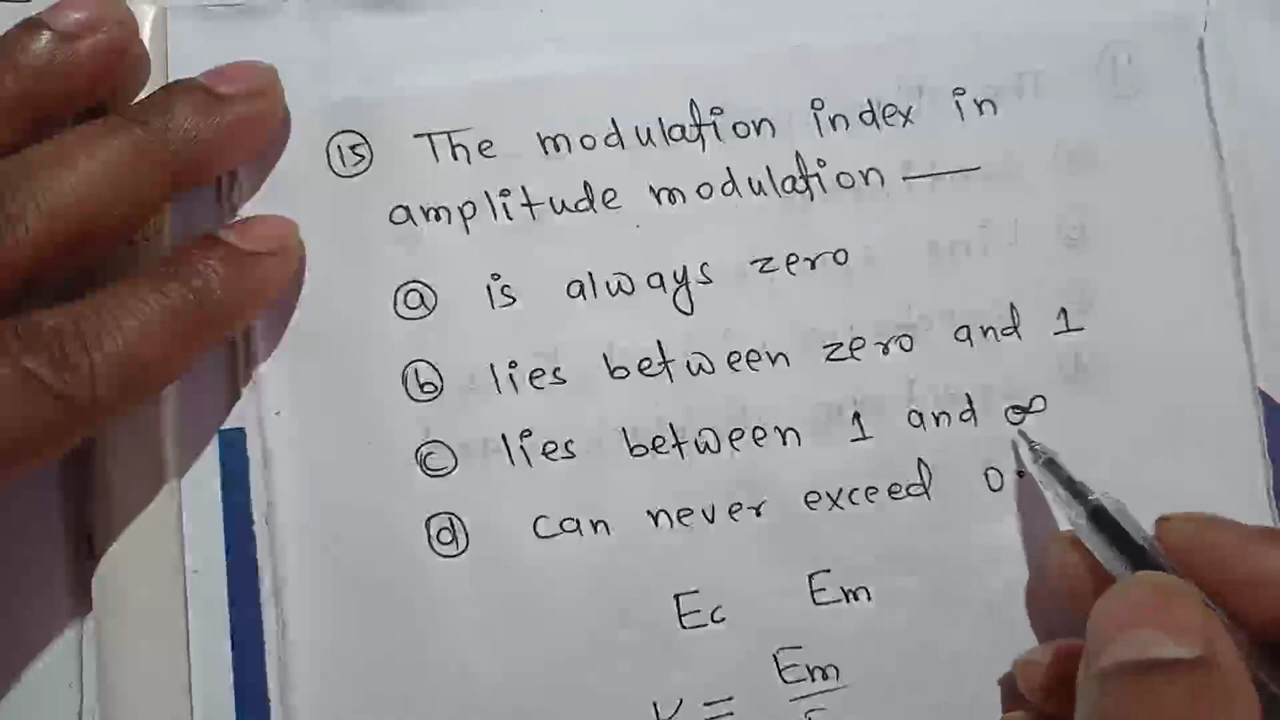 15 The modulation index in
amplitude modulation —
a is always zero
b lies between zero and 1
c lies between 1 and ∞
d can never exceed 0.
Ec Em
Em